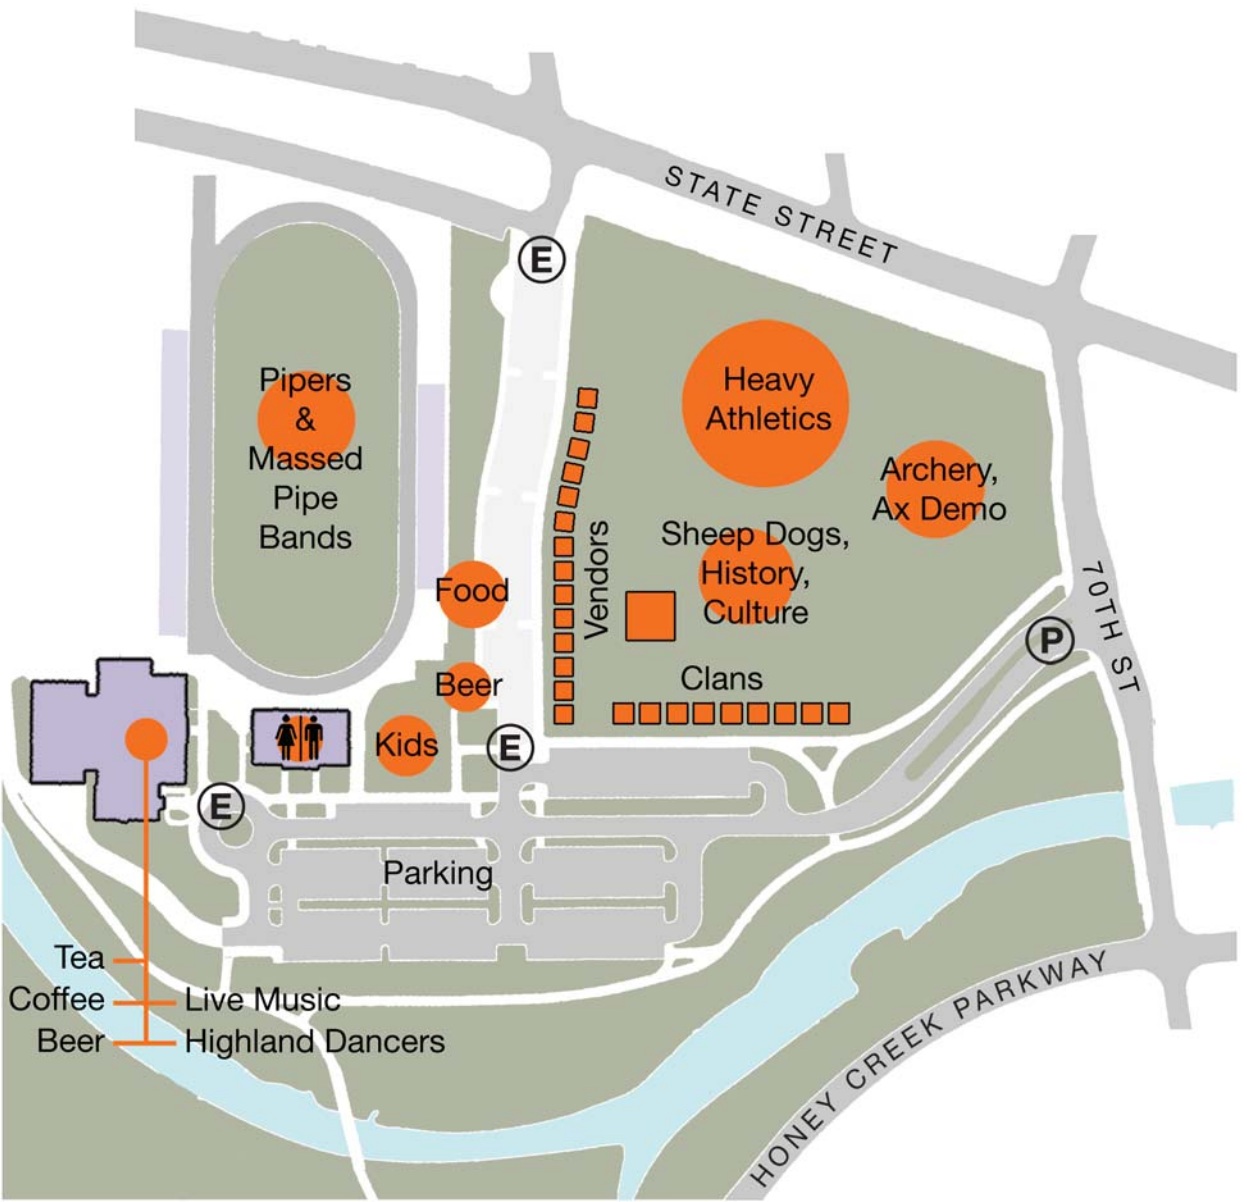 STATE STREET
E
Pipers
&
Massed
Pipe
Bands
Heavy
Athletics
Archery,
Ax Demo
Sheep Dogs,
History,
Culture
Vendors
Food
Beer
Kids
Clans
70TH ST
P
E
E
Parking
Tea
Coffee
Beer
Live Music
Highland Dancers
HONEY CREEK PARKWAY